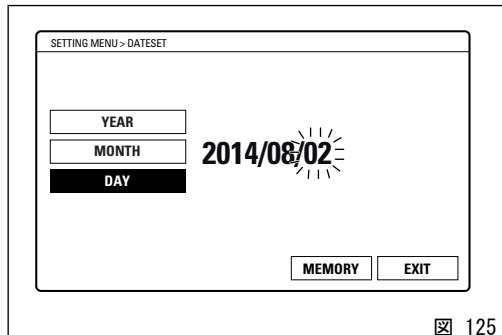 SETTING MENU > DATESET
YEAR
MONTH
2014/08/02
DAY
MEMORY EXIT
図 125